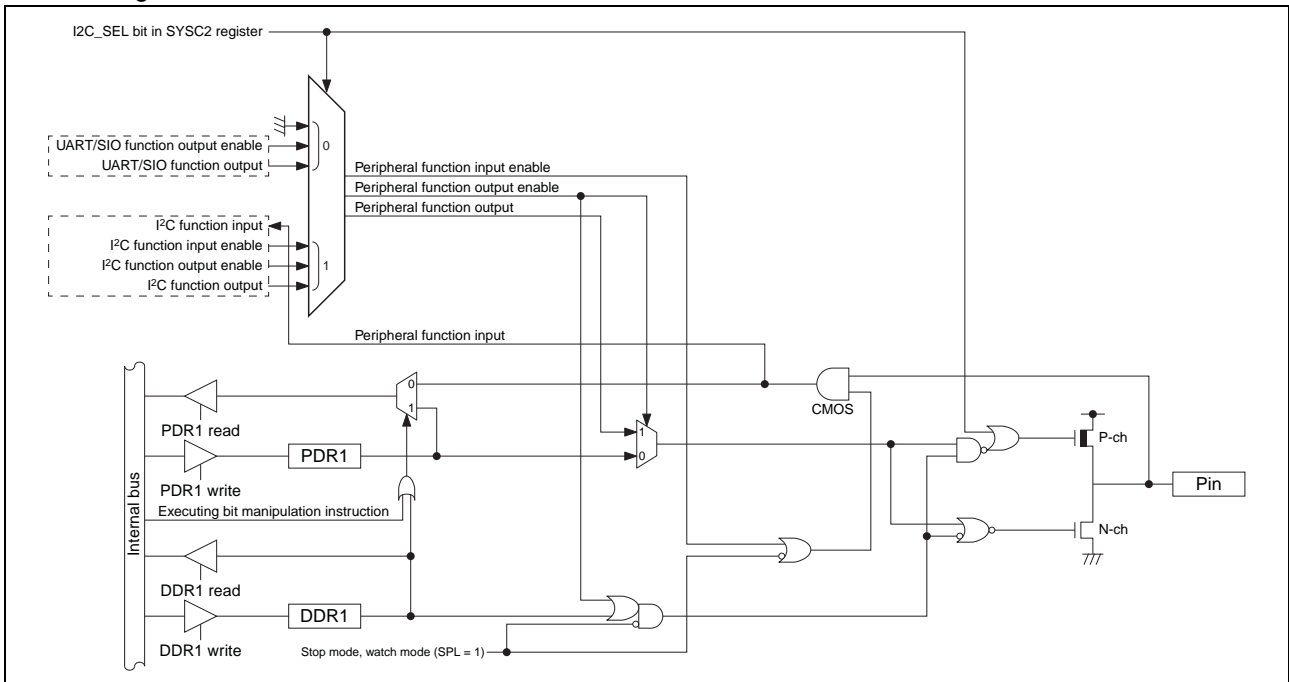 I2C_SEL bit in SYSC2 register
UART/SIO function output enable
UART/SIO function output
0
Peripheral function input enable
Peripheral function output enable
Peripheral function output
I²C function input
I²C function input enable
I²C function output enable
I²C function output
1
Peripheral function input
0
1
CMOS
PDR1 read
1
0
P-ch
PDR1
PDR1 write
Pin
Executing bit manipulation instruction
Internal bus
N-ch
DDR1 read
DDR1
DDR1 write
Stop mode, watch mode (SPL = 1)